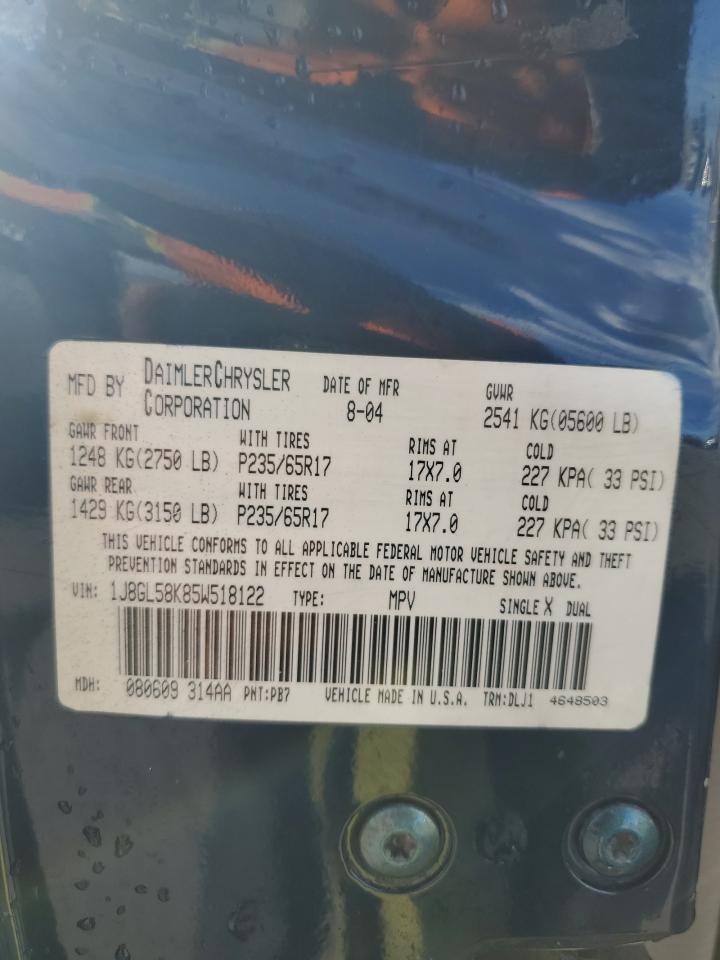 MFD BY DAIMLERCHRYSLER CORPORATION DATE OF MFR 8-04 GVWR 2541 KG(05600 LB)
GAWR FRONT WITH TIRES RIMS AT COLD
1248 KG(2750 LB) P235/65R17 17X7.0 227 KPA( 33 PSI)
GAWR REAR WITH TIRES RIMS AT COLD
1429 KG(3150 LB) P235/65R17 17X7.0 227 KPA( 33 PSI)
THIS VEHICLE CONFORMS TO ALL APPLICABLE FEDERAL MOTOR VEHICLE SAFETY AND THEFT
PREVENTION STANDARDS IN EFFECT ON THE DATE OF MANUFACTURE SHOWN ABOVE.
VIN: 1J8GL58K85W518122 TYPE: MPV SINGLE X DUAL
MDH: 080609 314AA PNT:PB7 VEHICLE MADE IN U.S.A. TRM:DLJ1 4648503